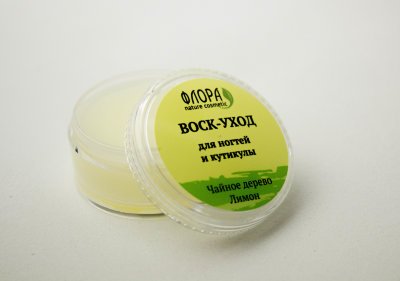 ФЛОРА
nature cosmetic
ВОСК-УХОД
для ногтей
и кутикулы
Чайное дерево
Лимон